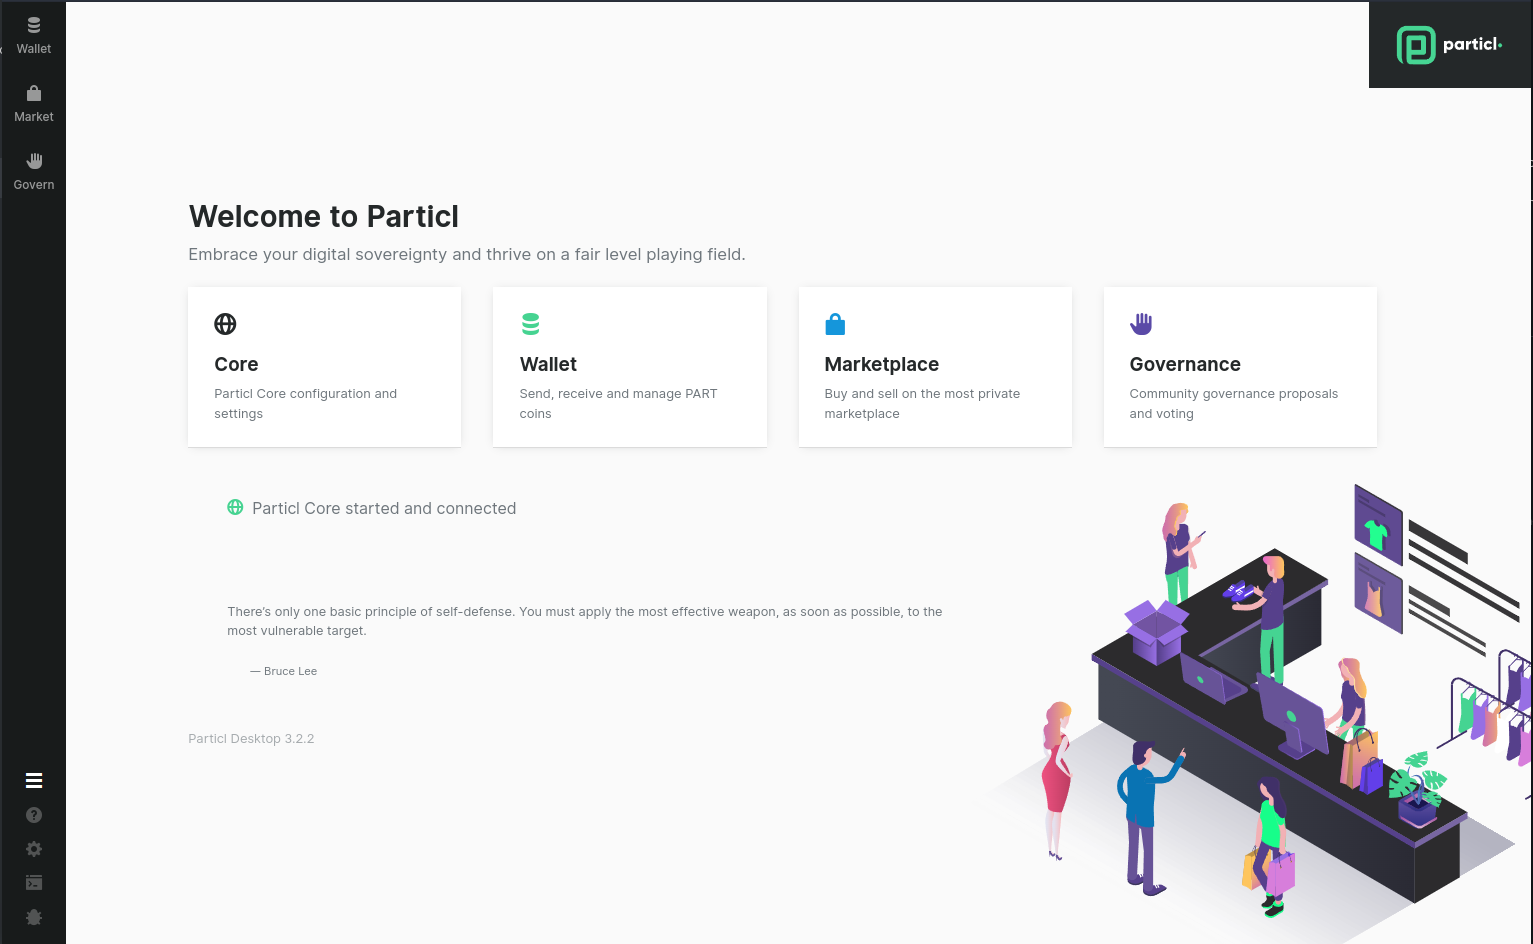 Wallet
Market
Govern
particl
Welcome to Particl
Embrace your digital sovereignty and thrive on a fair level playing field.
Core
Particl Core configuration and
settings
Wallet
Send, receive and manage PART
coins
Marketplace
Buy and sell on the most private
marketplace
Governance
Community governance proposals
and voting
Particl Core started and connected
There's only one basic principle of self-defense. You must apply the most effective weapon, as soon as possible, to the
most vulnerable target.
— Bruce Lee
Particl Desktop 3.2.2